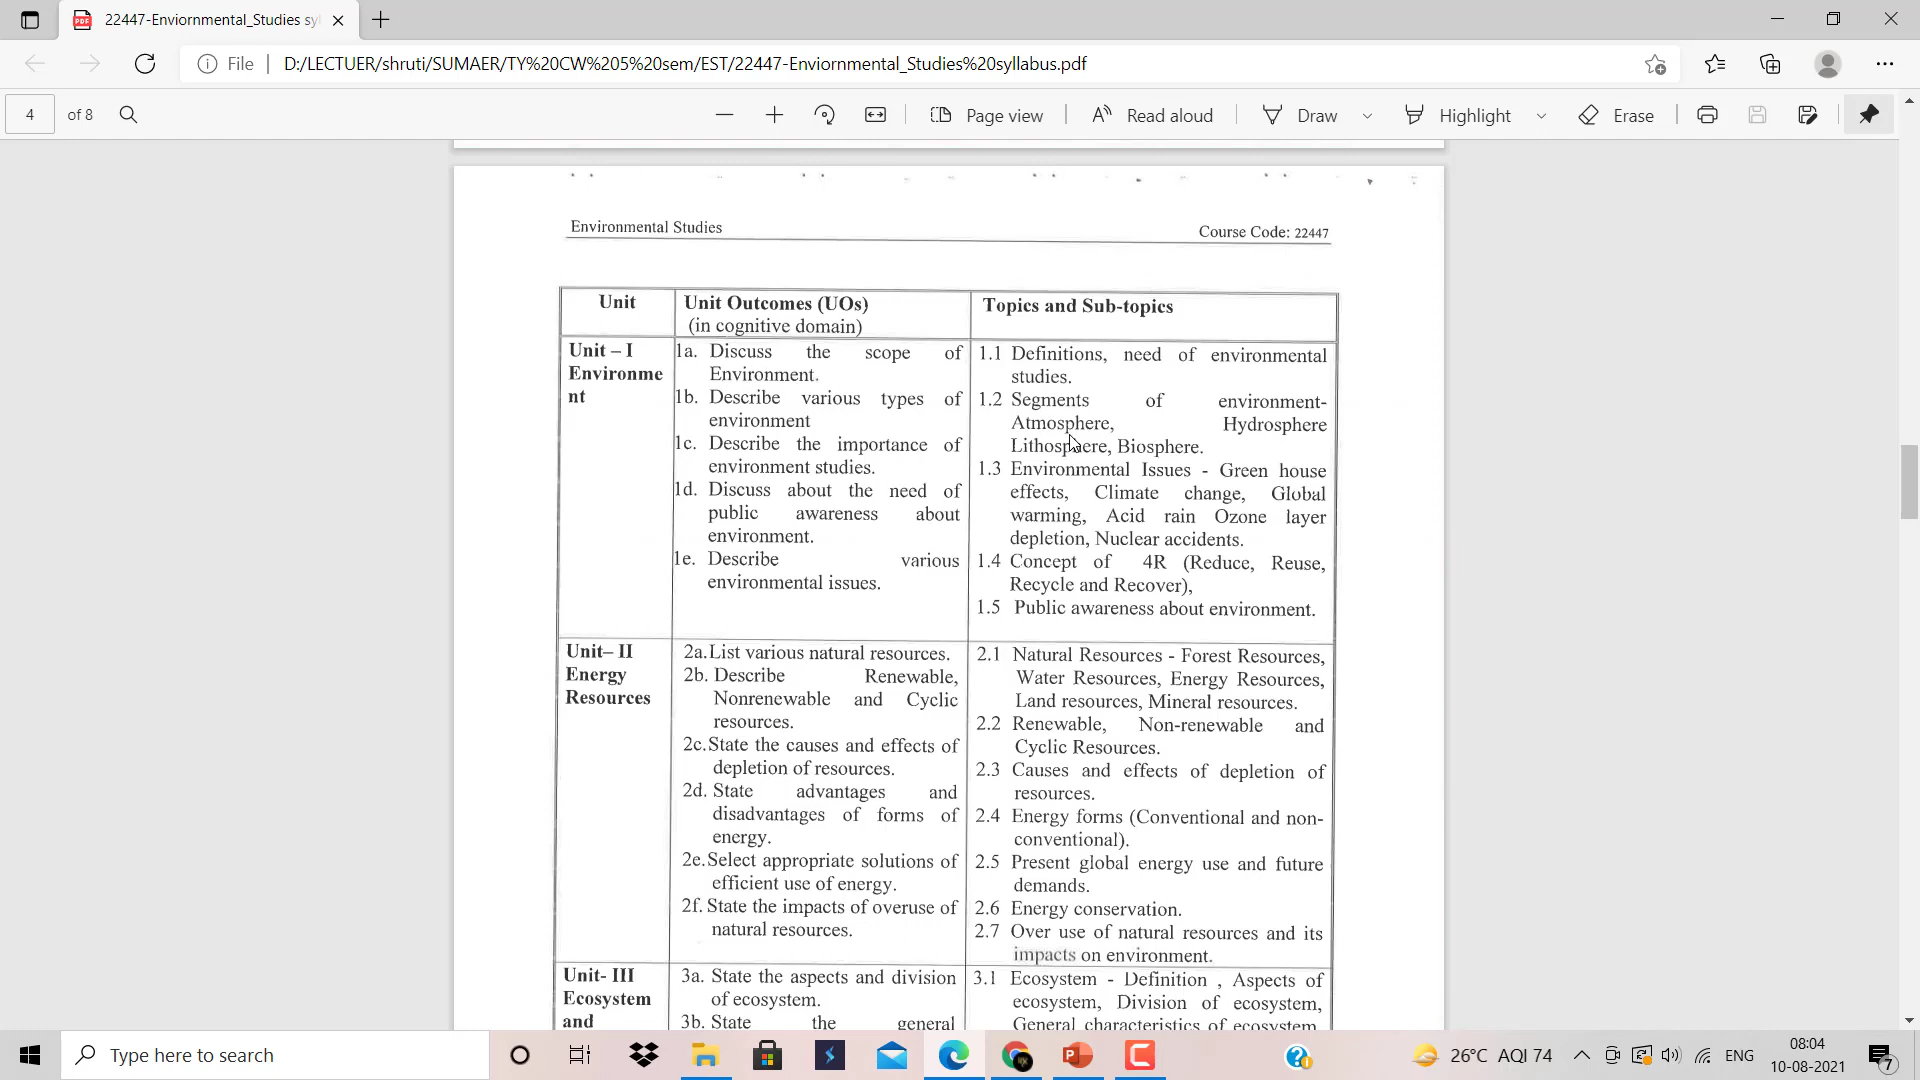 22447-Enviornmental_Studies sy
File
D:/LECTUER/shruti/SUMAER/TY%20CW%205%20sem/EST/22447-Enviornmental_Studies%20syllabus.pdf
4 of 8
Page view
Read aloud
Draw
Highlight
Erase
Environmental Studies
Course Code: 22447
Unit
Unit Outcomes (UOs)
(in cognitive domain)
Topics and Sub-topics
Unit – I
Environme
nt
1a. Discuss the scope of
Environment.
1b. Describe various types of
environment
1c. Describe the importance of
environment studies.
1d. Discuss about the need of
public awareness about
environment.
1e. Describe various
environmental issues.
1.1 Definitions, need of environmental
studies.
1.2 Segments of environment-
Atmosphere, Hydrosphere
Lithosphere, Biosphere.
1.3 Environmental Issues - Green house
effects, Climate change, Global
warming, Acid rain Ozone layer
depletion, Nuclear accidents.
1.4 Concept of 4R (Reduce, Reuse,
Recycle and Recover),
1.5 Public awareness about environment.
Unit– II
Energy
Resources
2a.List various natural resources.
2b. Describe Renewable,
Nonrenewable and Cyclic
resources.
2c.State the causes and effects of
depletion of resources.
2d. State advantages and
disadvantages of forms of
energy.
2e.Select appropriate solutions of
efficient use of energy.
2f. State the impacts of overuse of
natural resources.
2.1 Natural Resources - Forest Resources,
Water Resources, Energy Resources,
Land resources, Mineral resources.
2.2 Renewable, Non-renewable and
Cyclic Resources.
2.3 Causes and effects of depletion of
resources.
2.4 Energy forms (Conventional and non-
conventional).
2.5 Present global energy use and future
demands.
2.6 Energy conservation.
2.7 Over use of natural resources and its
impacts on environment.
Unit- III
Ecosystem
and
3a. State the aspects and division
of ecosystem.
3b. State the general
3.1 Ecosystem - Definition , Aspects of
ecosystem, Division of ecosystem,
General characteristics of ecosystem
Type here to search
26°C AQI 74
ENG
08:04
10-08-2021
7